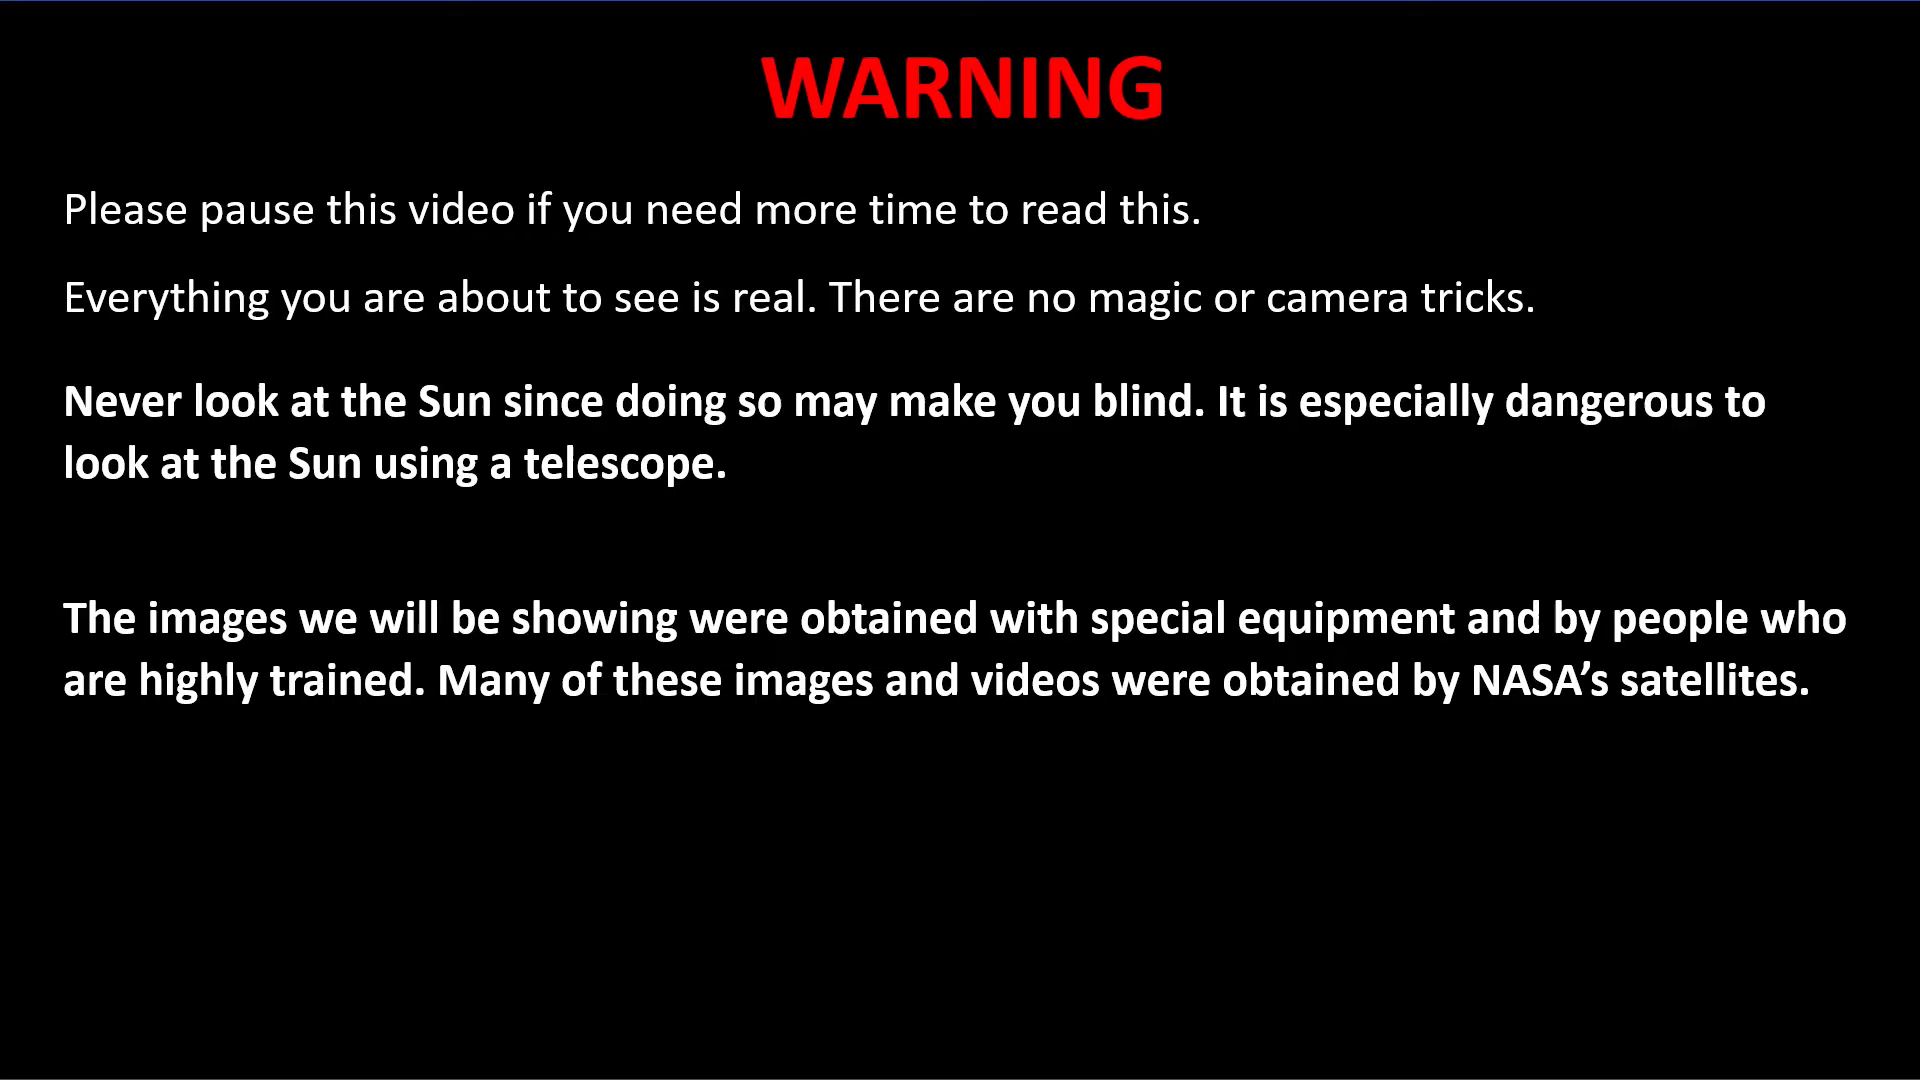 WARNING
Please pause this video if you need more time to read this.
Everything you are about to see is real. There are no magic or camera tricks.
Never look at the Sun since doing so may make you blind. It is especially dangerous to
look at the Sun using a telescope.
The images we will be showing were obtained with special equipment and by people who
are highly trained. Many of these images and videos were obtained by NASA’s satellites.